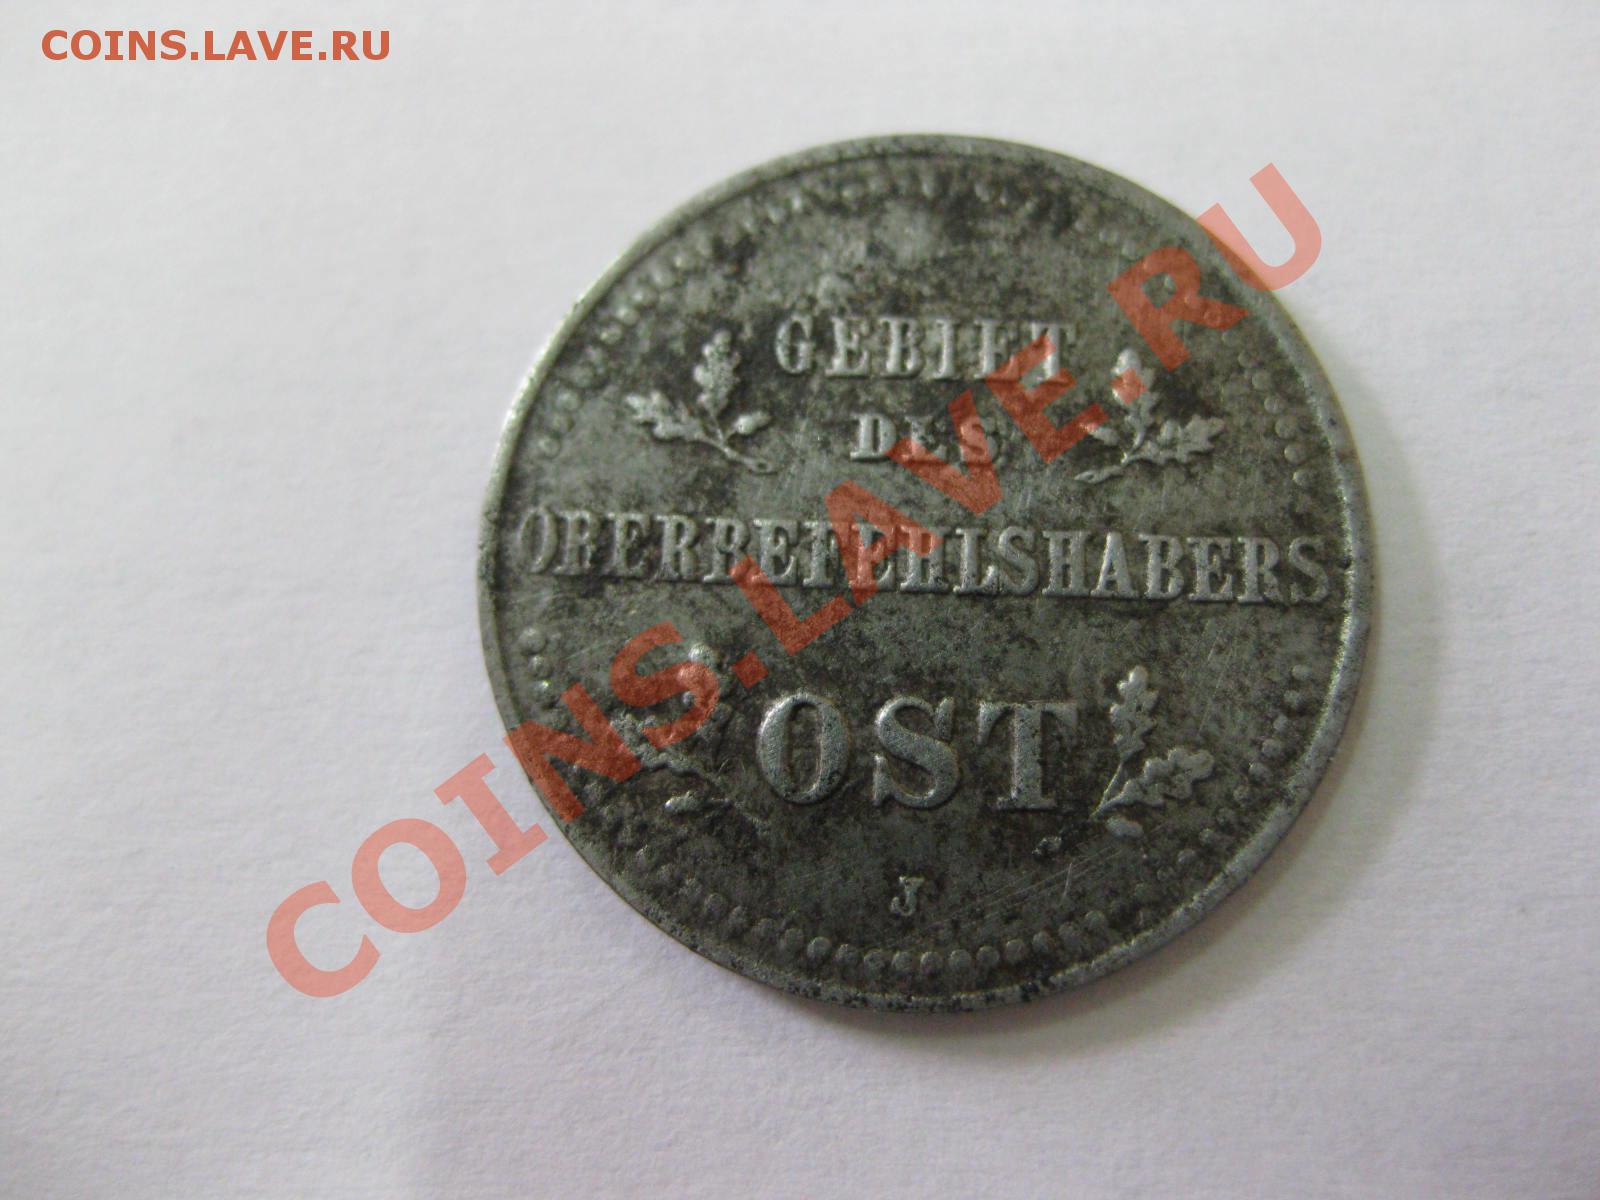 COINS.LAVE.RU
GEBIET
DES
OBERBEFEHLSHABERS
OST
J
COINS.LAVE.RU